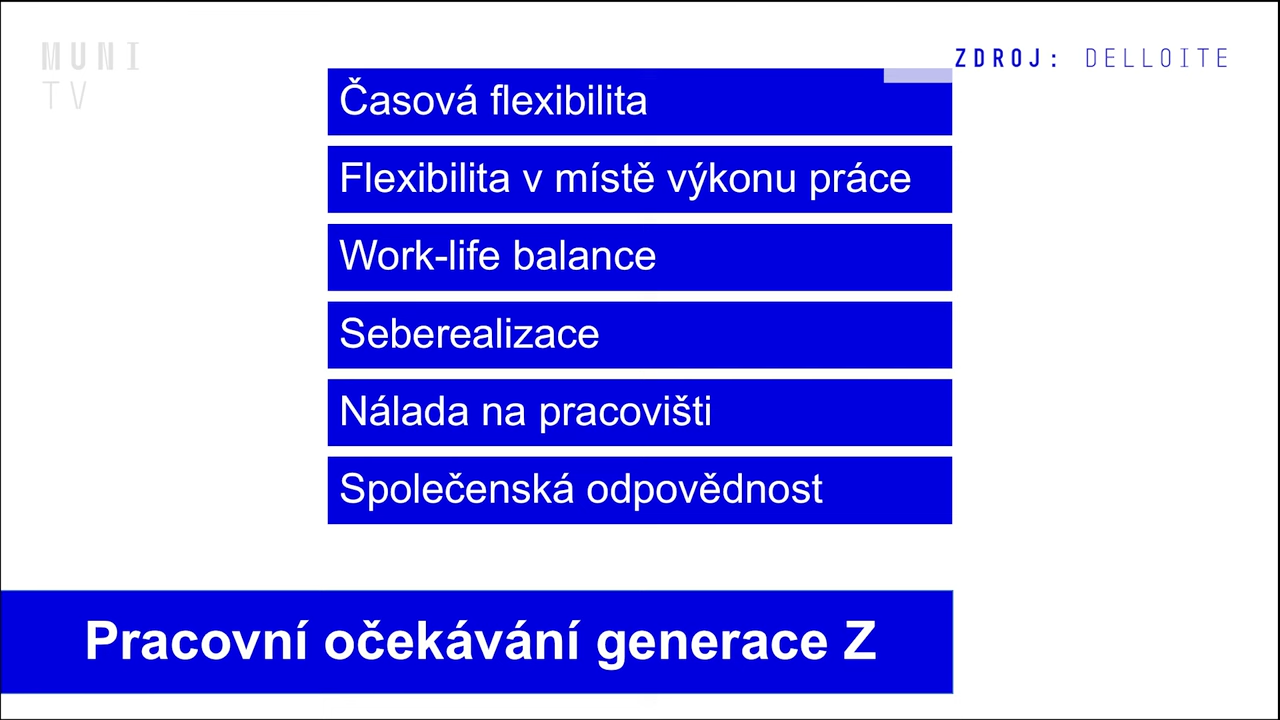 MUNI
TV
ZDROJ: DELLOITE
Časová flexibilita
Flexibilita v místě výkonu práce
Work-life balance
Seberealizace
Nálada na pracovišti
Společenská odpovědnost
Pracovní očekávání generace Z